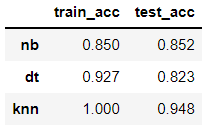 train_acc test_acc
nb 0.850 0.852
dt 0.927 0.823
knn 1.000 0.948